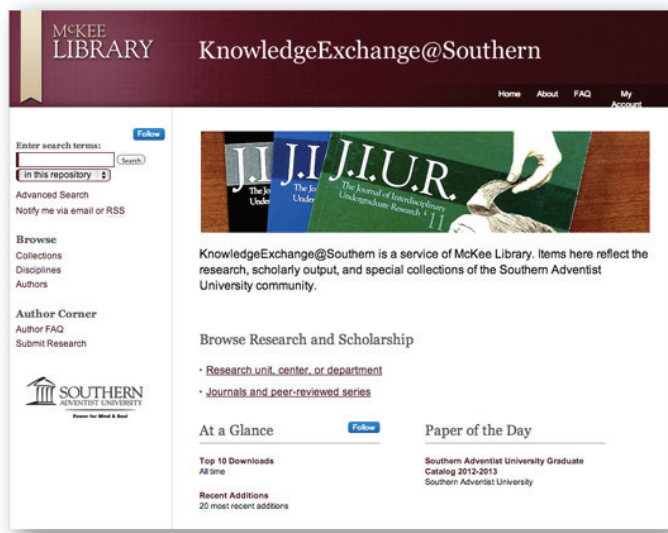 McKEE
LIBRARY
KnowledgeExchange@Southern
Home About FAQ My Account
Follow
Enter search terms:
Search
in this repository
Advanced Search
Notify me via email or RSS
Browse
Collections
Disciplines
Authors
Author Corner
Author FAQ
Submit Research
SOUTHERN
ADVENTIST UNIVERSITY
Power for Mind & Soul
J.I
The Jo
Under
J.I
The Jou
Underg
J.I.U.R.
The Journal of Interdisciplinary
Undergraduate Research '11
KnowledgeExchange@Southern is a service of McKee Library. Items here reflect the
research, scholarly output, and special collections of the Southern Adventist
University community.
Browse Research and Scholarship
Research unit, center, or department
Journals and peer-reviewed series
At a Glance
Follow
Top 10 Downloads
All time
Recent Additions
20 most recent additions
Paper of the Day
Southern Adventist University Graduate
Catalog 2012-2013
Southern Adventist University